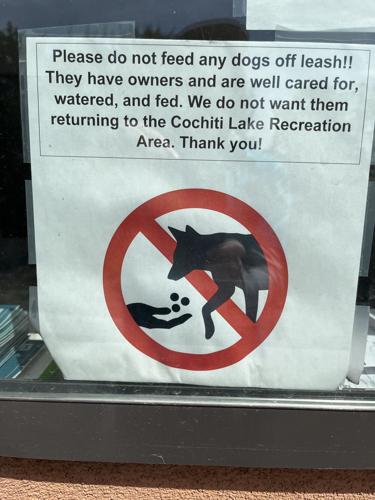 Please do not feed any dogs off leash!!
They have owners and are well cared for,
watered, and fed. We do not want them
returning to the Cochiti Lake Recreation
Area. Thank you!